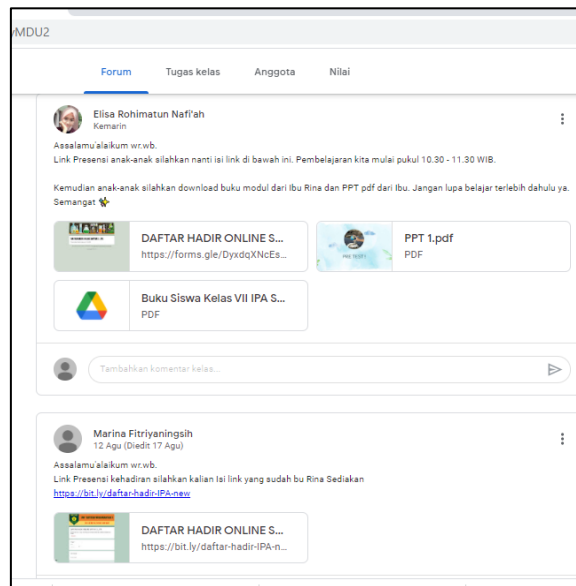 MDU2
Forum Tugas kelas Anggota Nilai
Elisa Rohimatun Nafi'ah
Kemarin
Assalamu'alaikum wr.wb.
Link Presensi anak-anak silahkan nanti isi link di bawah ini. Pembelajaran kita mulai pukul 10.30 - 11.30 WIB.
Kemudian anak-anak silahkan download buku modul dari Ibu Rina dan PPT pdf dari Ibu. Jangan lupa belajar terlebih dahulu ya.
Semangat
DAFTAR HADIR ONLINE S...
https://forms.gle/DyxdqXNcEs...
PPT 1.pdf
PDF
Buku Siswa Kelas VII IPA S...
PDF
Tambahkan komentar kelas...
Marina Fitriyaningsih
12 Agu (Diedit 17 Agu)
Assalamu'alaikum wr.wb.
Link Presensi kehadiran silahkan kalian Isi link yang sudah bu Rina Sediakan
https://bit.ly/daftar-hadir-IPA-new
DAFTAR HADIR ONLINE S...
https://bit.ly/daftar-hadir-IPA-n...